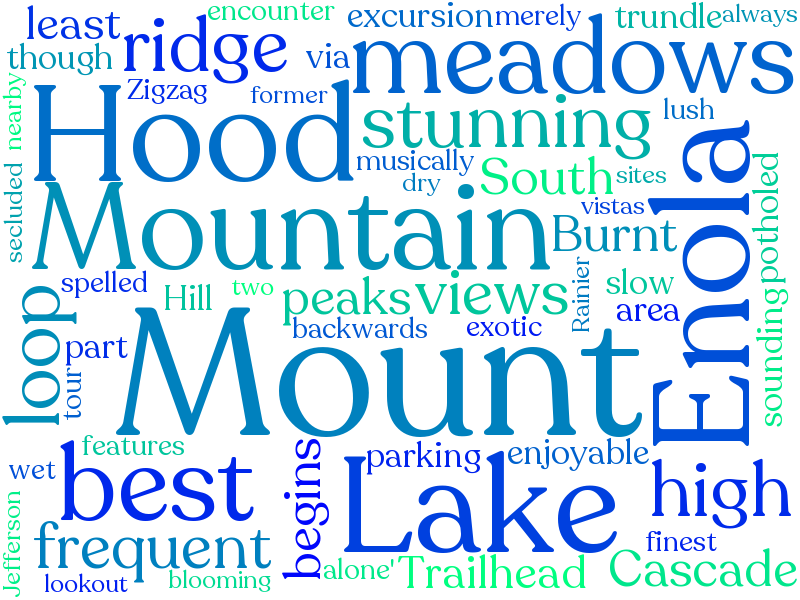 encounter
excursion
merely
trundle
always
least
ridge
though
via
meadows
Zigzag
former
nearby
Hood
stunning
lush
musically
dry
South
sites
secluded
Mountain
vistas
Burnt
Enola
potholed
spelled
Hill
two
peaks
views
Rainier
slow
area
sounding
loop
part
backwards
exotic
tour
Mount
features
wet
best
begins
parking
enjoyable
Lake
high
frequent
finest
Jefferson
lookout
blooming
alone'
Trailhead
Cascade